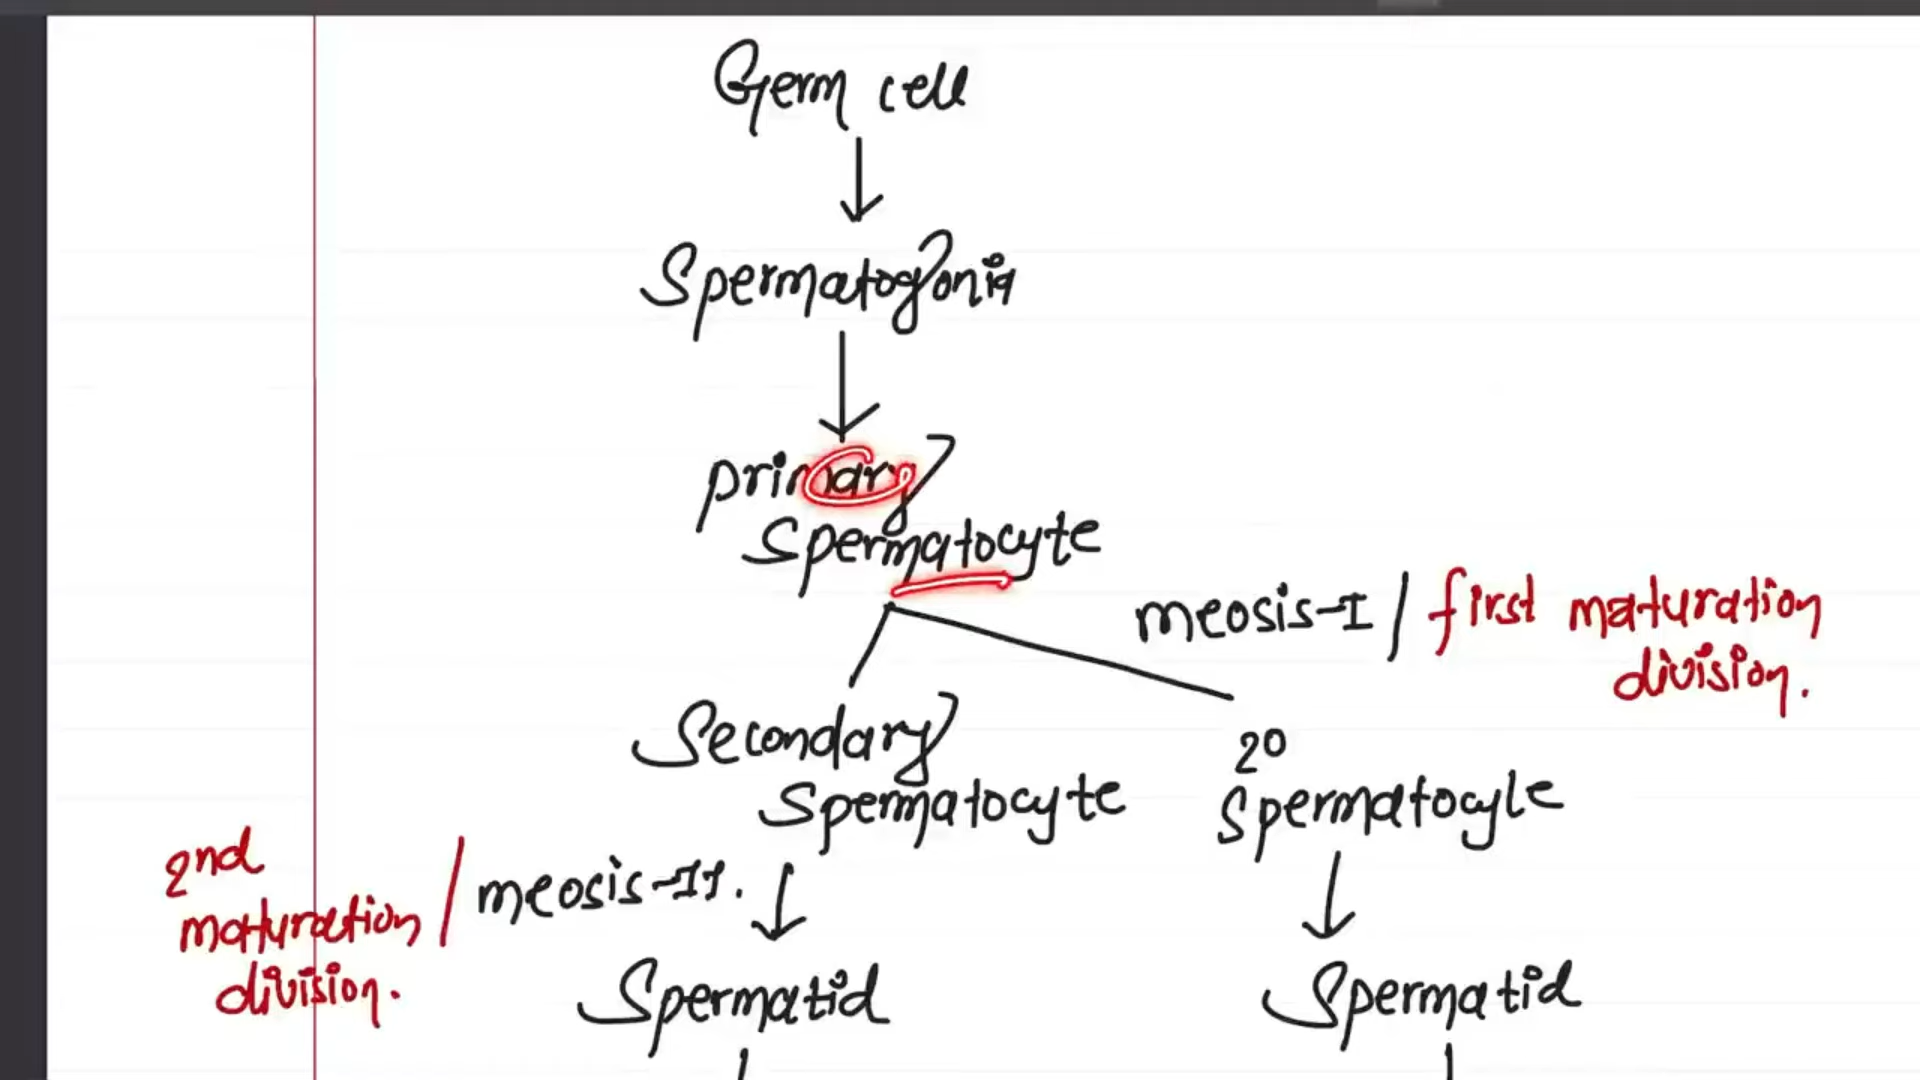 Germ cell
Spermatogonia
primary
Spermatocyte
meosis-I / first maturation
division.
Secondary
Spermatocyte
20
Spermatocyte
2nd
maturation
division.
/ meosis-II.
Spermatid
Spermatid